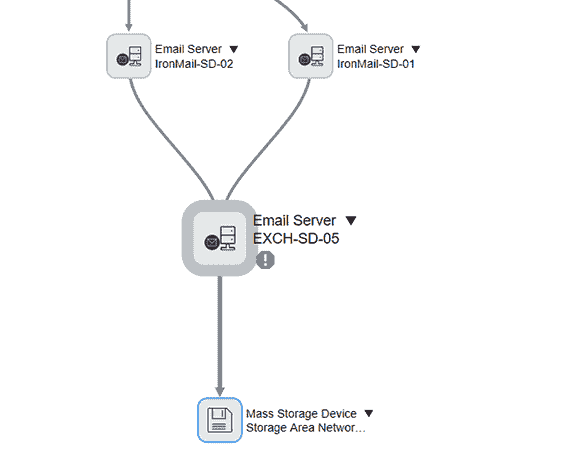 Email Server
IronMail-SD-02
Email Server
IronMail-SD-01
Email Server
EXCH-SD-05
Mass Storage Device
Storage Area Networ...